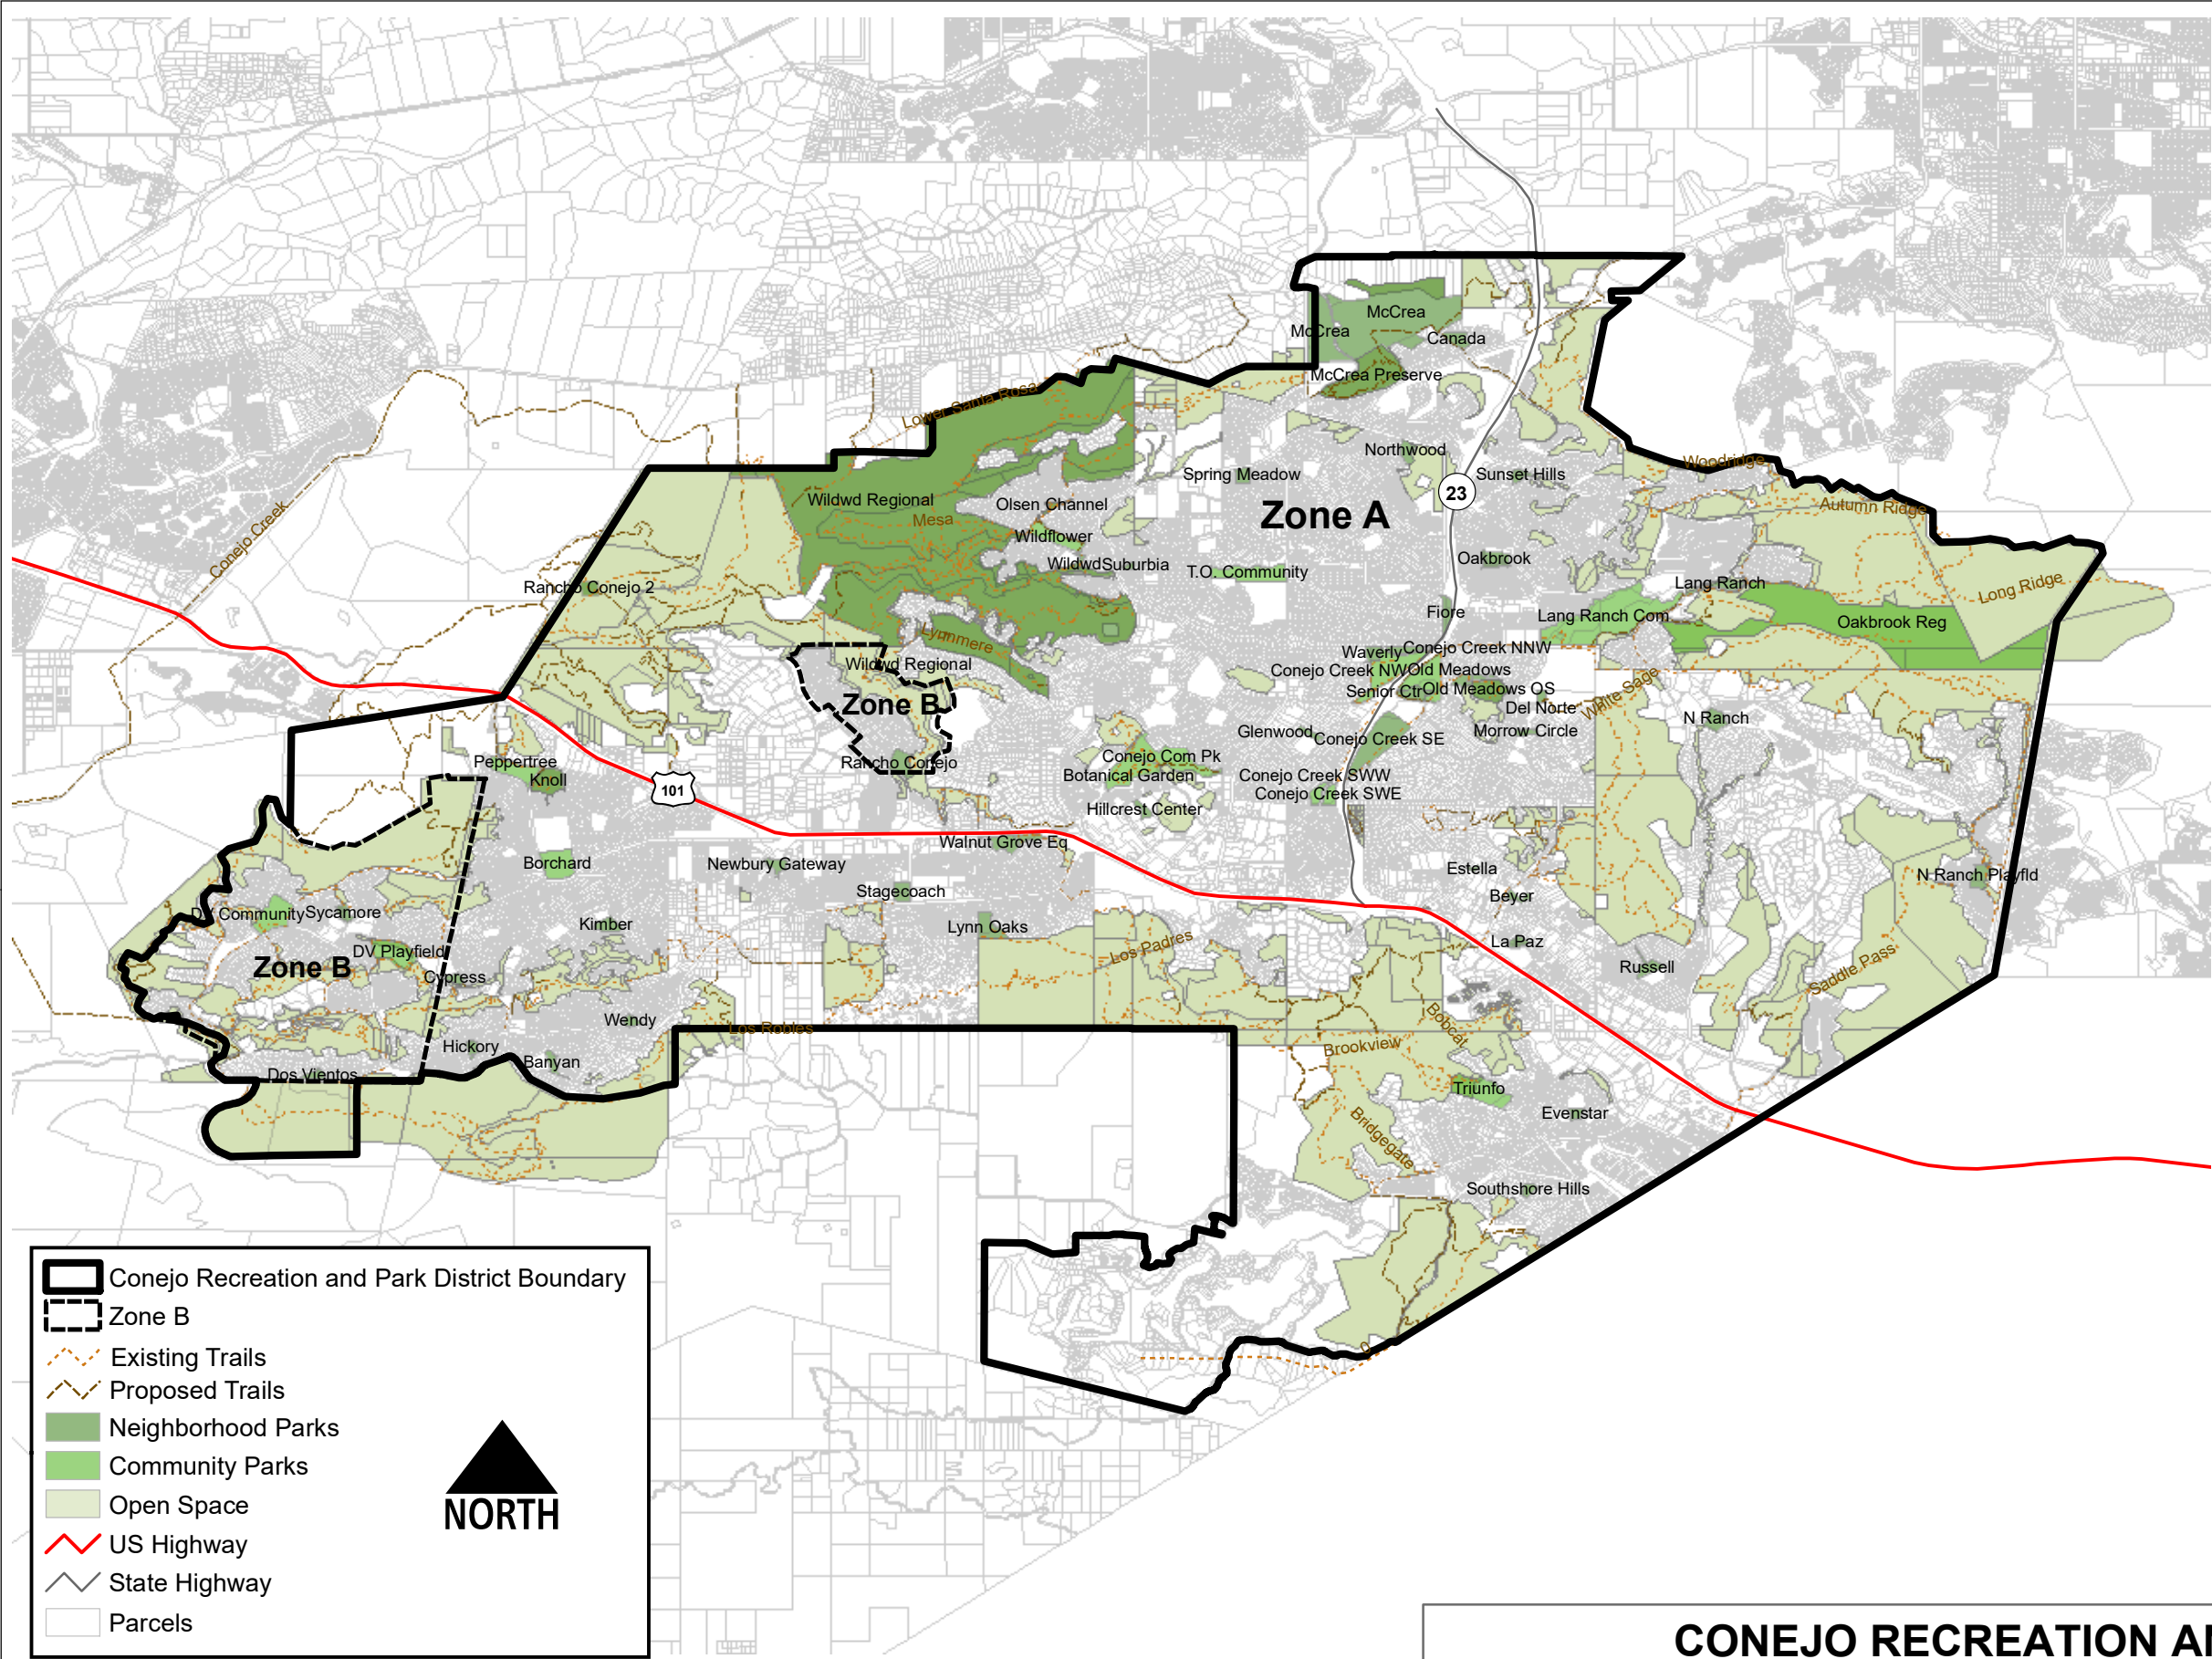 McCrea
McCrea
Canada
McCrea Preserve
Lower Santa Rosa
Northwood
Woodridge
Spring Meadow
Sunset Hills
Wildwd Regional
23
Olsen Channel
Zone A
Autumn Ridge
Mesa
Wildflower
Conejo Creek
Oakbrook
WildwdSuburbia
T.O. Community
Lang Ranch
Rancho Conejo 2
Long Ridge
Fiore
Lang Ranch Com
Oakbrook Reg
Lynnmere
WaverlyConejo Creek NNW
Wildwd Regional
Conejo Creek NWOld Meadows
Senior CtrOld Meadows OS
White Sage
Zone B
Del Norte
N Ranch
Glenwood
Conejo Creek SE
Morrow Circle
Peppertree
Rancho Conejo
Conejo Com Pk
Knoll
Botanical Garden
Conejo Creek SWW
101
Conejo Creek SWE
Hillcrest Center
Walnut Grove Eq
Borchard
Newbury Gateway
Estella
N Ranch Playfld
Stagecoach
Beyer
DV CommunitySycamore
Kimber
Lynn Oaks
Los Padres
La Paz
DV Playfield
Zone B
Russell
Saddle Pass
Cypress
Wendy
Los Robles
Bobcat
Hickory
Brookview
Banyan
Dos Vientos
Triunfo
Evenstar
Bridgegate
Southshore Hills
Conejo Recreation and Park District Boundary
Zone B
Existing Trails
Proposed Trails
Neighborhood Parks
Community Parks
Open Space
US Highway
State Highway
Parcels
NORTH
CONEJO RECREATION